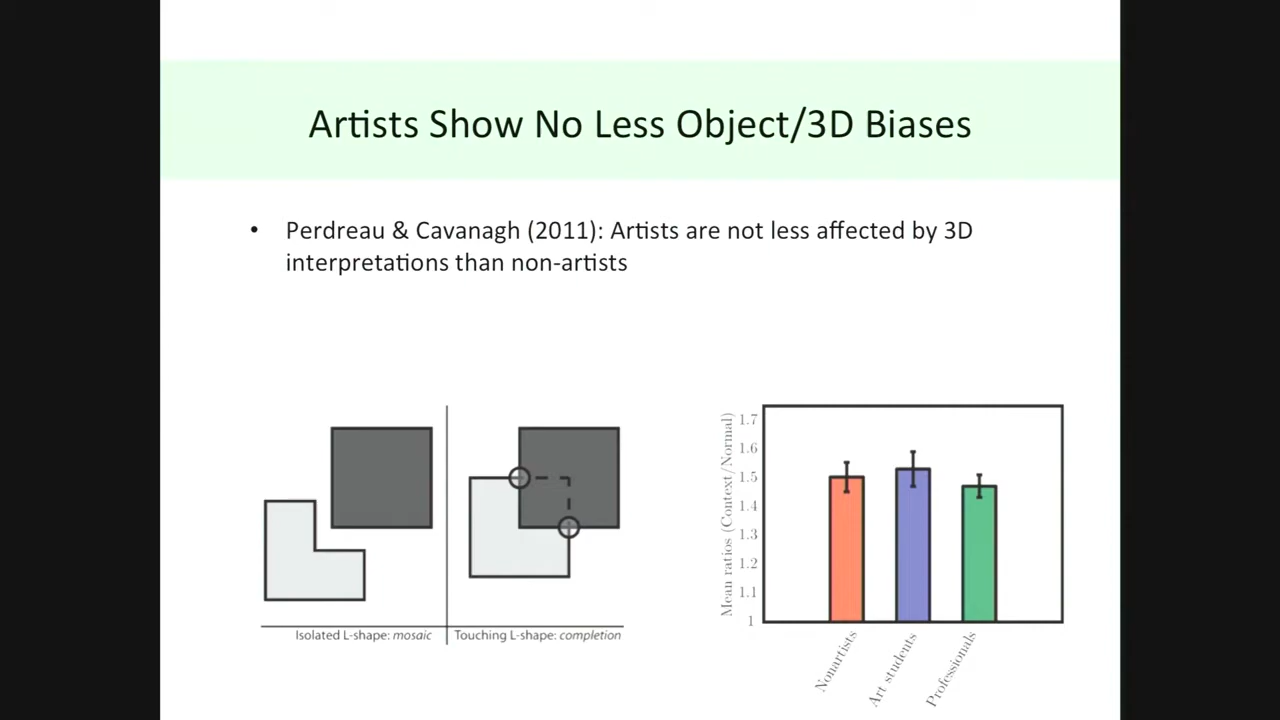 Artists Show No Less Object/3D Biases
• Perdreau & Cavanagh (2011): Artists are not less affected by 3D
interpretations than non-artists
Isolated L-shape: mosaic
Touching L-shape: completion
Mean ratios (Context/Normal)
1.7
1.6
1.5
1.4
1.3
1.2
1.1
1
Nonartists
Art students
Professionals